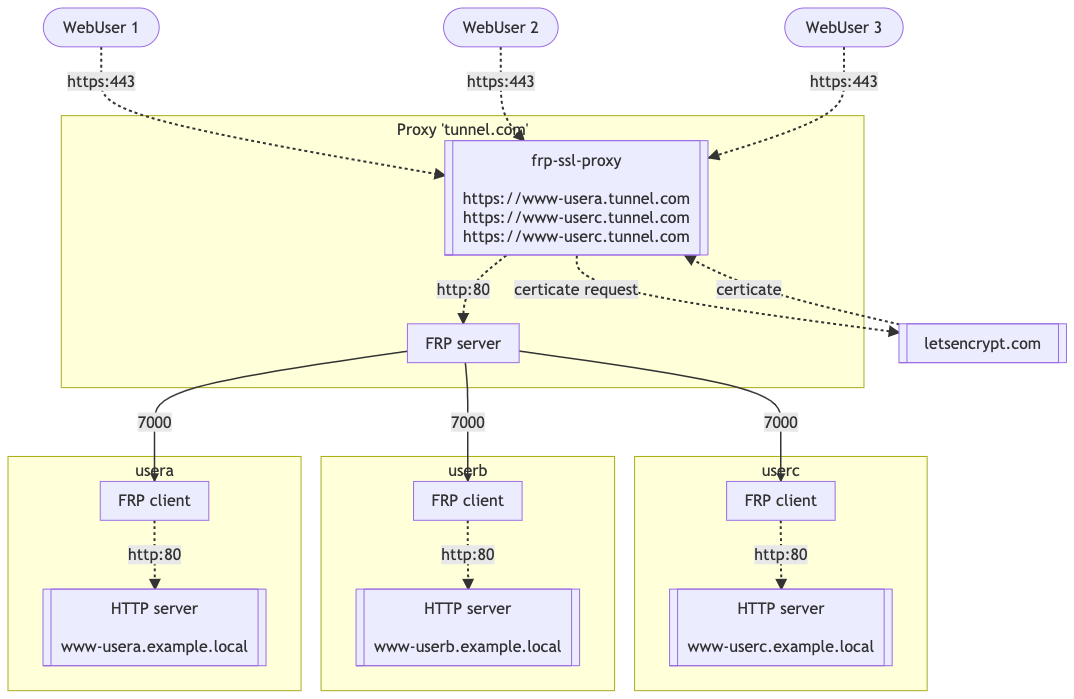 WebUser 1
WebUser 2
WebUser 3
https:443
https:443
https:443
Proxy 'tunnel.com'
frp-ssl-proxy
https://www-usera.tunnel.com
https://www-userc.tunnel.com
https://www-userc.tunnel.com
http:80
certicate request
certicate
FRP server
letsencrypt.com
7000
7000
7000
usera
userb
userc
FRP client
FRP client
FRP client
http:80
http:80
http:80
HTTP server
www-usera.example.local
HTTP server
www-userb.example.local
HTTP server
www-userc.example.local